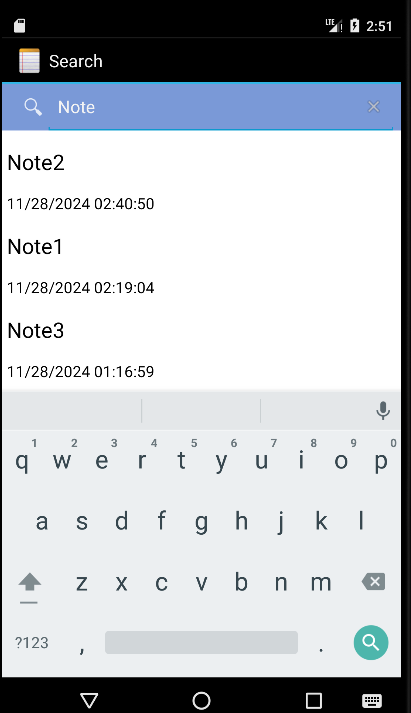 LTE 2:51
Search
Note
Note2
11/28/2024 02:40:50
Note1
11/28/2024 02:19:04
Note3
11/28/2024 01:16:59
1 2 3 4 5 6 7 8 9 0
q w e r t y u i o p
a s d f g h j k l
z x c v b n m
?123 , .